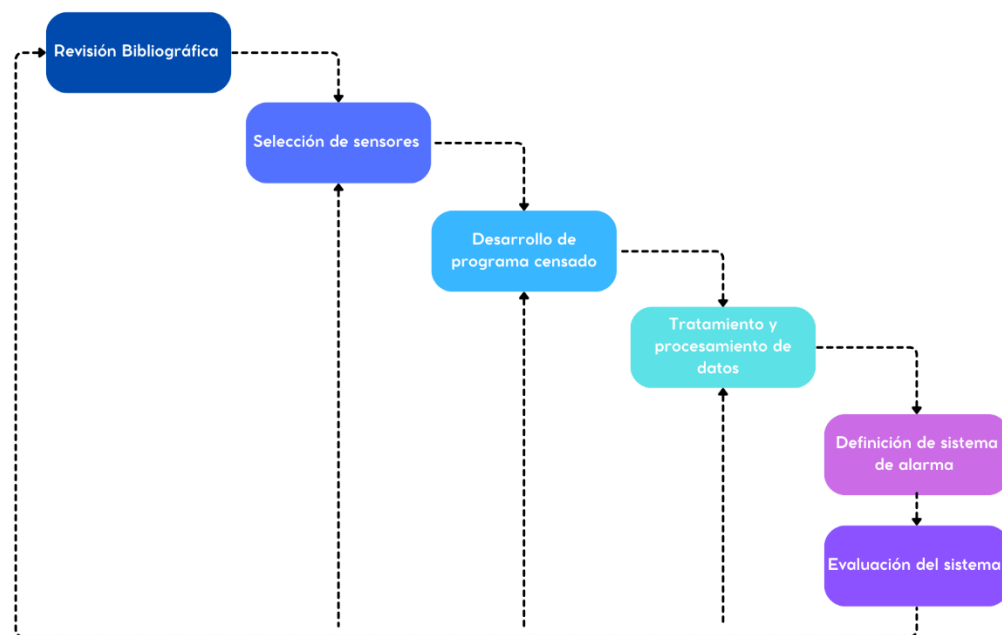 Revisión Bibliográfica
Selección de sensores
Desarrollo de
programa censado
Tratamiento y
procesamiento de
datos
Definición de sistema
de alarma
Evaluación del sistema